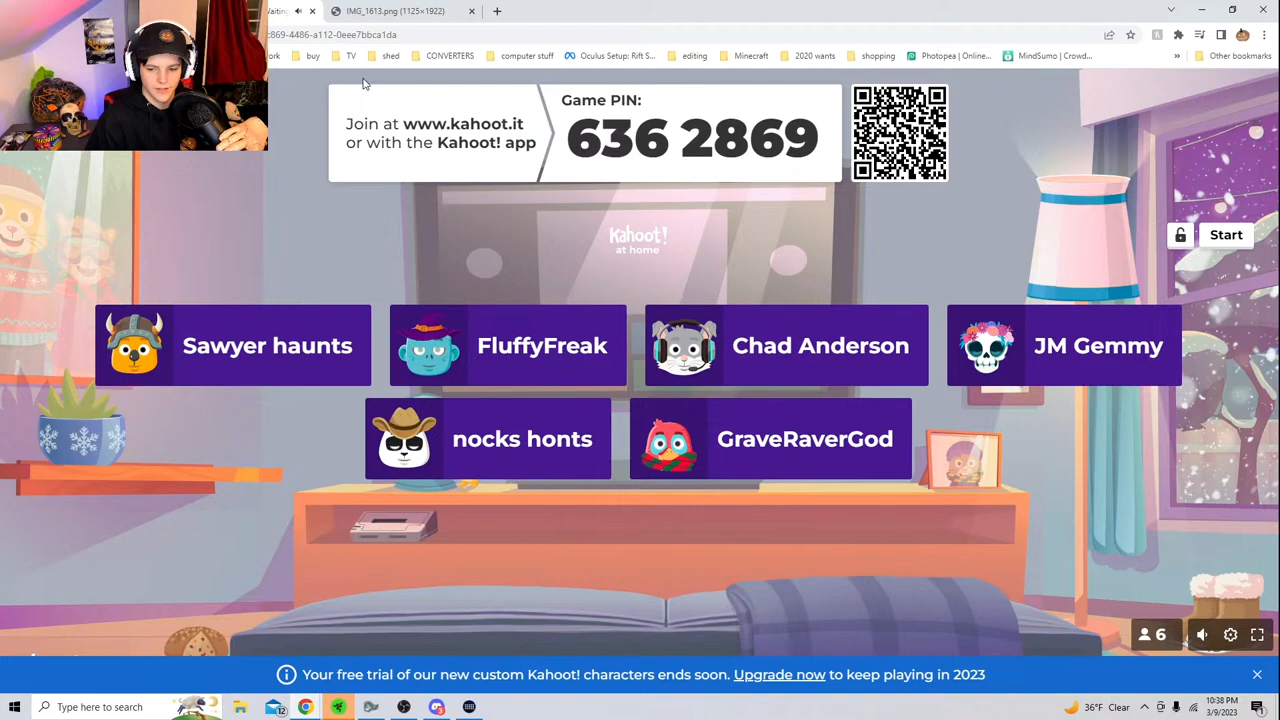 aiting
IMG_1613.png (1125×1922)
c869-4486-a112-0eee7bbca1da
ork
buy
TV
shed
CONVERTERS
computer stuff
Oculus Setup: Rift S...
editing
Minecraft
2020 wants
shopping
Photopea | Online...
MindSumo | Crowd...
»
Other bookmarks
Join at www.kahoot.it
or with the Kahoot! app
Game PIN:
636 2869
Kahoot!
at home
Start
Sawyer haunts
FluffyFreak
Chad Anderson
JM Gemmy
nocks honts
GraveRaverGod
6
Your free trial of our new custom Kahoot! characters ends soon. Upgrade now to keep playing in 2023
Type here to search
12
36°F Clear
10:38 PM
3/9/2023